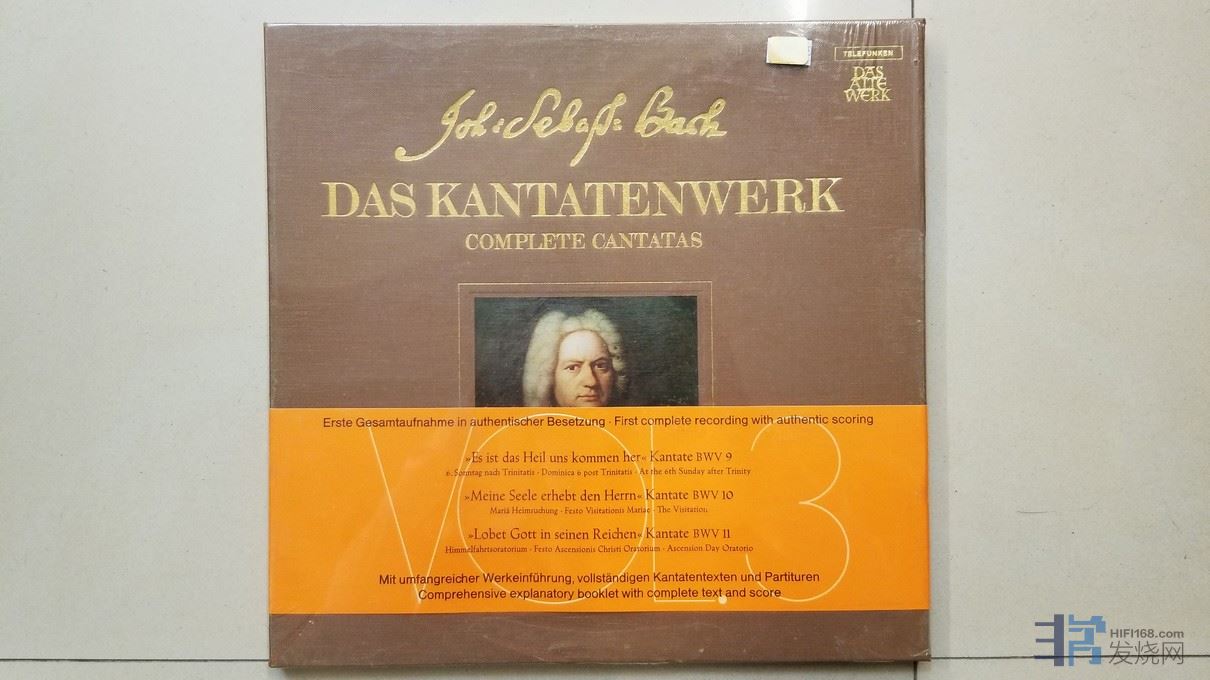 TELEFUNKEN
DAS
ALTE
WERK
Joh: Sebast: Bach
DAS KANTATENWERK
COMPLETE CANTATAS
Erste Gesamtaufnahme in authentischer Besetzung · First complete recording with authentic scoring
VOL. 3
»Es ist das Heil uns kommen her« Kantate BWV 9
6. Sonntag nach Trinitatis · Dominica 6 post Trinitatis · At the 6th Sunday after Trinity
»Meine Seele erhebt den Herrn« Kantate BWV 10
Mariä Heimsuchung · Festo Visitationis Mariae · The Visitation
»Lobet Gott in seinen Reichen« Kantate BWV 11
Himmelfahrtsoratorium · Festo Ascensionis Christi Oratorium · Ascension Day Oratorio
Mit umfangreicher Werkeinführung, vollständigen Kantatentexten und Partituren
Comprehensive explanatory booklet with complete text and score
HIFI168.com
发烧网